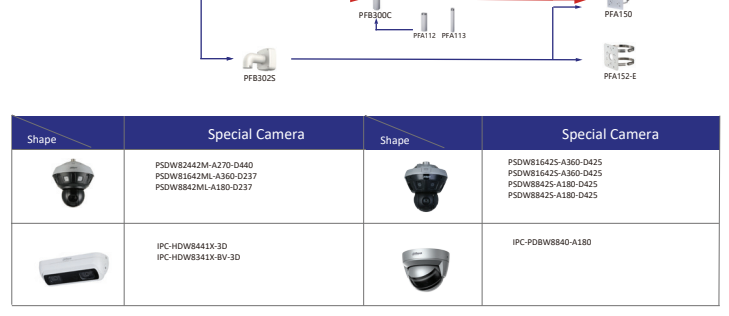 PFB300C
PFA150
PFA112 PFA113
PFB302S
PFA152-E
Shape
Special Camera
Shape
Special Camera
PSDW82442M-A270-D440
PSDW81642ML-A360-D237
PSDW8842ML-A180-D237
PSDW81642S-A360-D425
PSDW81642S-A360-D425
PSDW8842S-A180-D425
PSDW8842S-A180-D425
IPC-HDW8441X-3D
IPC-HDW8341X-BV-3D
IPC-PDBW8840-A180